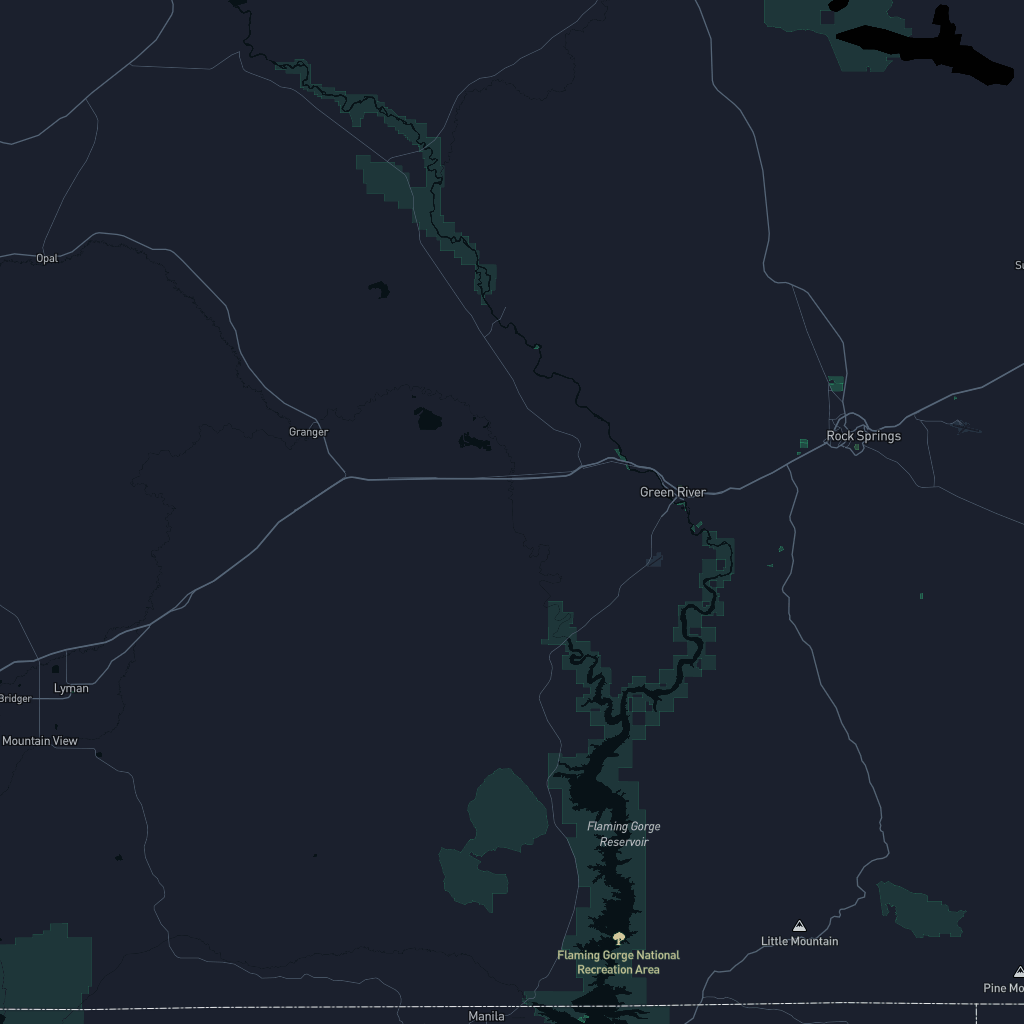 Opal
Su
Granger
Rock Springs
Green River
Lyman
Bridger
Mountain View
Flaming Gorge
Reservoir
Little Mountain
Flaming Gorge National
Recreation Area
Pine Mo
Manila